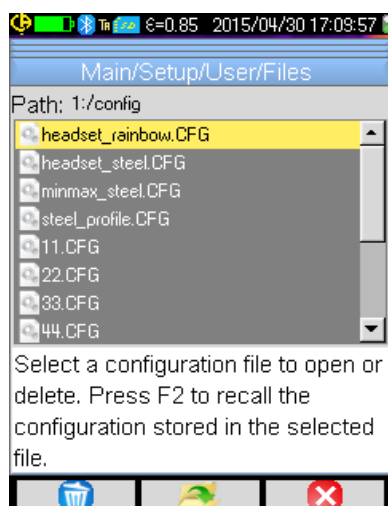 ε=0.85 2015/04/30 17:03:57
Main/Setup/User/Files
Path: 1:/config
headset_rainbow.CFG
headset_steel.CFG
minmax_steel.CFG
steel_profile.CFG
11.CFG
22.CFG
33.CFG
44.CFG
Select a configuration file to open or
delete. Press F2 to recall the
configuration stored in the selected
file.